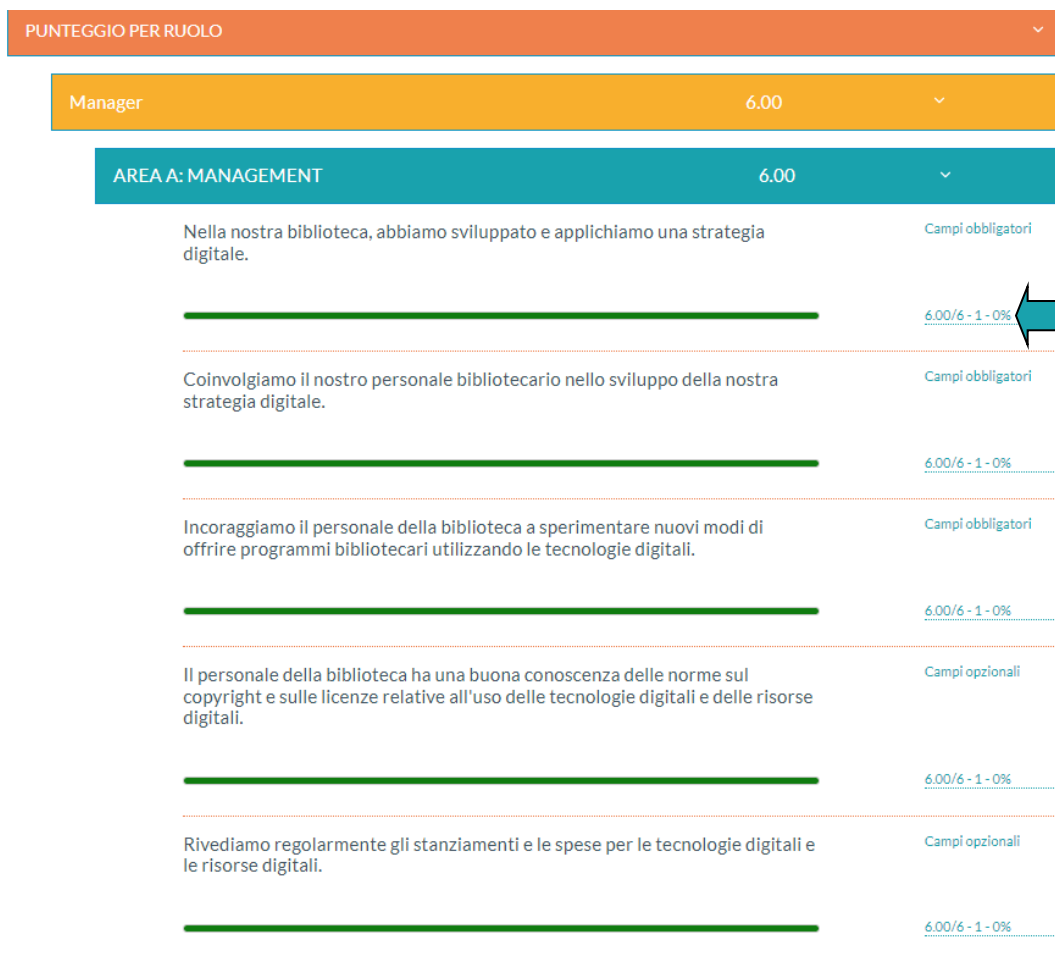 PUNTEGGIO PER RUOLO
Manager 6.00
AREA A: MANAGEMENT 6.00
Nella nostra biblioteca, abbiamo sviluppato e applichiamo una strategia Campi obbligatori
digitale.
6.00/6 - 1 - 0%
Coinvolgiamo il nostro personale bibliotecario nello sviluppo della nostra Campi obbligatori
strategia digitale.
6.00/6 - 1 - 0%
Incoraggiamo il personale della biblioteca a sperimentare nuovi modi di Campi obbligatori
offrire programmi bibliotecari utilizzando le tecnologie digitali.
6.00/6 - 1 - 0%
Il personale della biblioteca ha una buona conoscenza delle norme sul Campi opzionali
copyright e sulle licenze relative all'uso delle tecnologie digitali e delle risorse
digitali.
6.00/6 - 1 - 0%
Rivediamo regolarmente gli stanziamenti e le spese per le tecnologie digitali e Campi opzionali
le risorse digitali.
6.00/6 - 1 - 0%